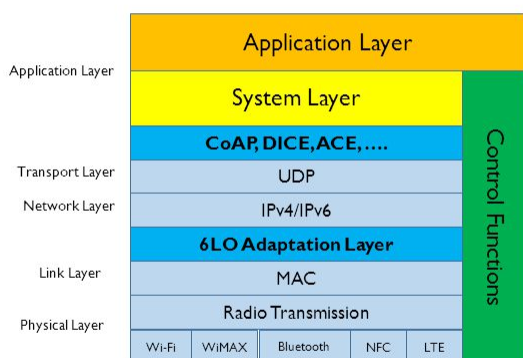 Application Layer
Application Layer
System Layer
CoAP, DICE, ACE, ....
Transport Layer
UDP
Network Layer
IPv4/IPv6
6LO Adaptation Layer
Link Layer
MAC
Radio Transmission
Physical Layer
Wi-Fi
WiMAX
Bluetooth
NFC
LTE
Control Functions